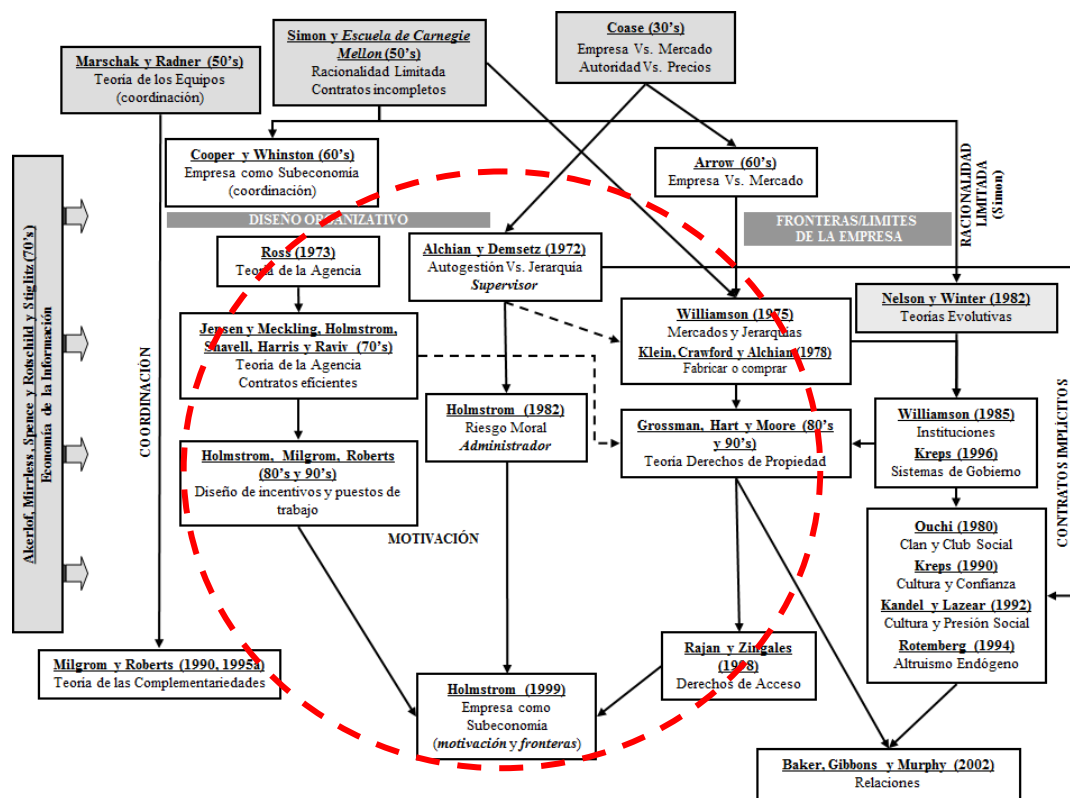 Coase (30's)
Empresa Vs. Mercado
Autoridad Vs. Precios
Simon y Escuela de Carnegie
Mellon (50's)
Racionalidad Limitada
Contratos incompletos
Marschak y Radner (50's)
Teoría de los Equipos
(coordinación)
Cooper y Whinston (60's)
Empresa como Subeconomía
(coordinación)
Arrow (60's)
Empresa Vs. Mercado
RACIONALIDAD
LIMITADA
(Simon)
DISEÑO ORGANIZATIVO
FRONTERAS/LIMITES
DE LA EMPRESA
Akerlof, Mirrless, Spence y Rotschild y Stiglitz (70's)
Economía de la Información
Ross (1973)
Teoría de la Agencia
Alchian y Demsetz (1972)
Autogestión Vs. Jerarquía
Supervisor
Nelson y Winter (1982)
Teorías Evolutivas
Williamson (1975)
Mercados y Jerarquías
Klein, Crawford y Alchian (1978)
Fabricar o comprar
Jensen y Meckling, Holmstrom,
Shavell, Harris y Raviv (70's)
Teoría de la Agencia
Contratos eficientes
COORDINACIÓN
Holmstrom (1982)
Riesgo Moral
Administrador
Grossman, Hart y Moore (80's
y 90's)
Teoría Derechos de Propiedad
Williamson (1985)
Instituciones
Kreps (1996)
Sistemas de Gobierno
CONTRATOS IMPLÍCITOS
Holmstrom, Milgrom, Roberts
(80's y 90's)
Diseño de incentivos y puestos de
trabajo
MOTIVACIÓN
Ouchi (1980)
Clan y Club Social
Kreps (1990)
Cultura y Confianza
Kandel y Lazear (1992)
Cultura y Presión Social
Rotemberg (1994)
Altruismo Endógeno
Milgrom y Roberts (1990, 1995a)
Teoría de las Complementariedades
Rajan y Zingales
(1998)
Derechos de Acceso
Holmstrom (1999)
Empresa como
Subeconomía
(motivación y fronteras)
Baker, Gibbons y Murphy (2002)
Relaciones